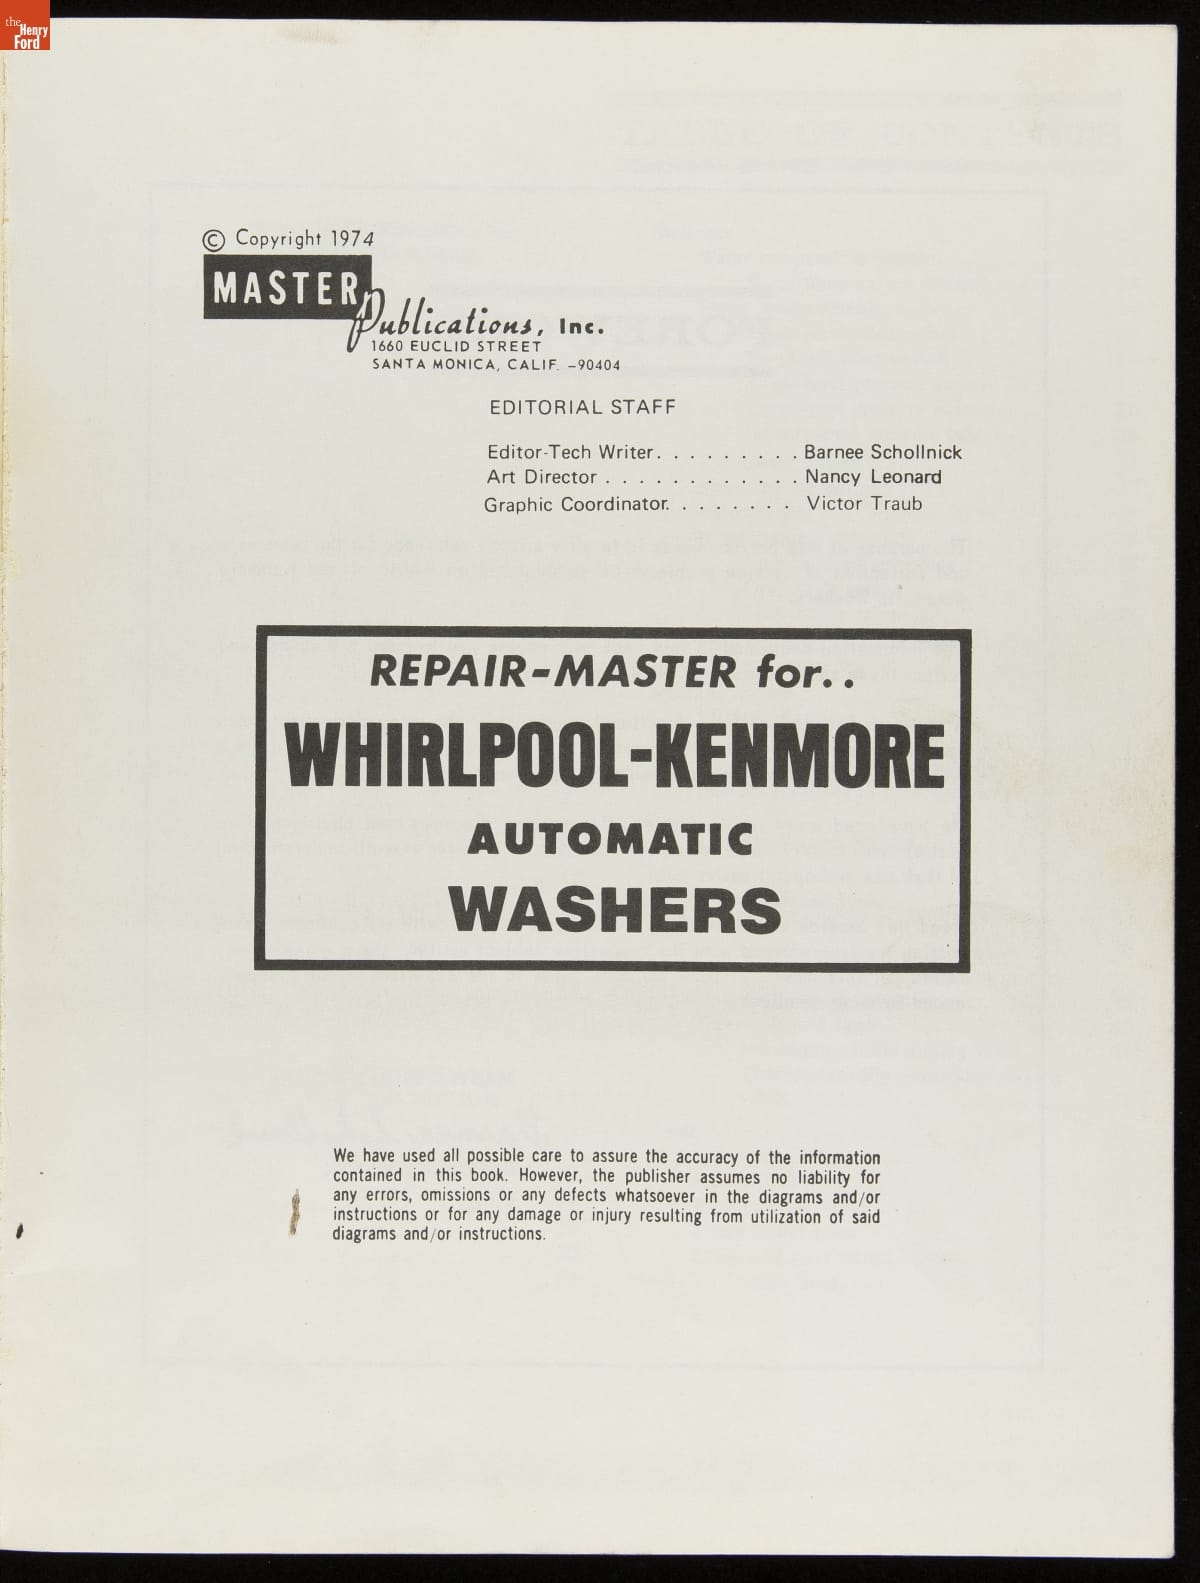 the
Henry
Ford
© Copyright 1974
MASTER
Publications, Inc.
1660 EUCLID STREET
SANTA MONICA, CALIF. –90404
EDITORIAL STAFF
Editor-Tech Writer. . . . . . . . . Barnee Schollnick
Art Director . . . . . . . . . . . . Nancy Leonard
Graphic Coordinator. . . . . . . . Victor Traub
REPAIR-MASTER for..
WHIRLPOOL-KENMORE
AUTOMATIC
WASHERS
We have used all possible care to assure the accuracy of the information
contained in this book. However, the publisher assumes no liability for
any errors, omissions or any defects whatsoever in the diagrams and/or
instructions or for any damage or injury resulting from utilization of said
diagrams and/or instructions.